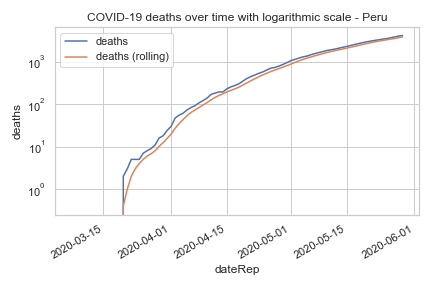 COVID-19 deaths over time with logarithmic scale - Peru
deaths
deaths (rolling)
deaths
10³
10²
10¹
10⁰
2020-03-15
2020-04-01
2020-04-15
2020-05-01
2020-05-15
2020-06-01
dateRep